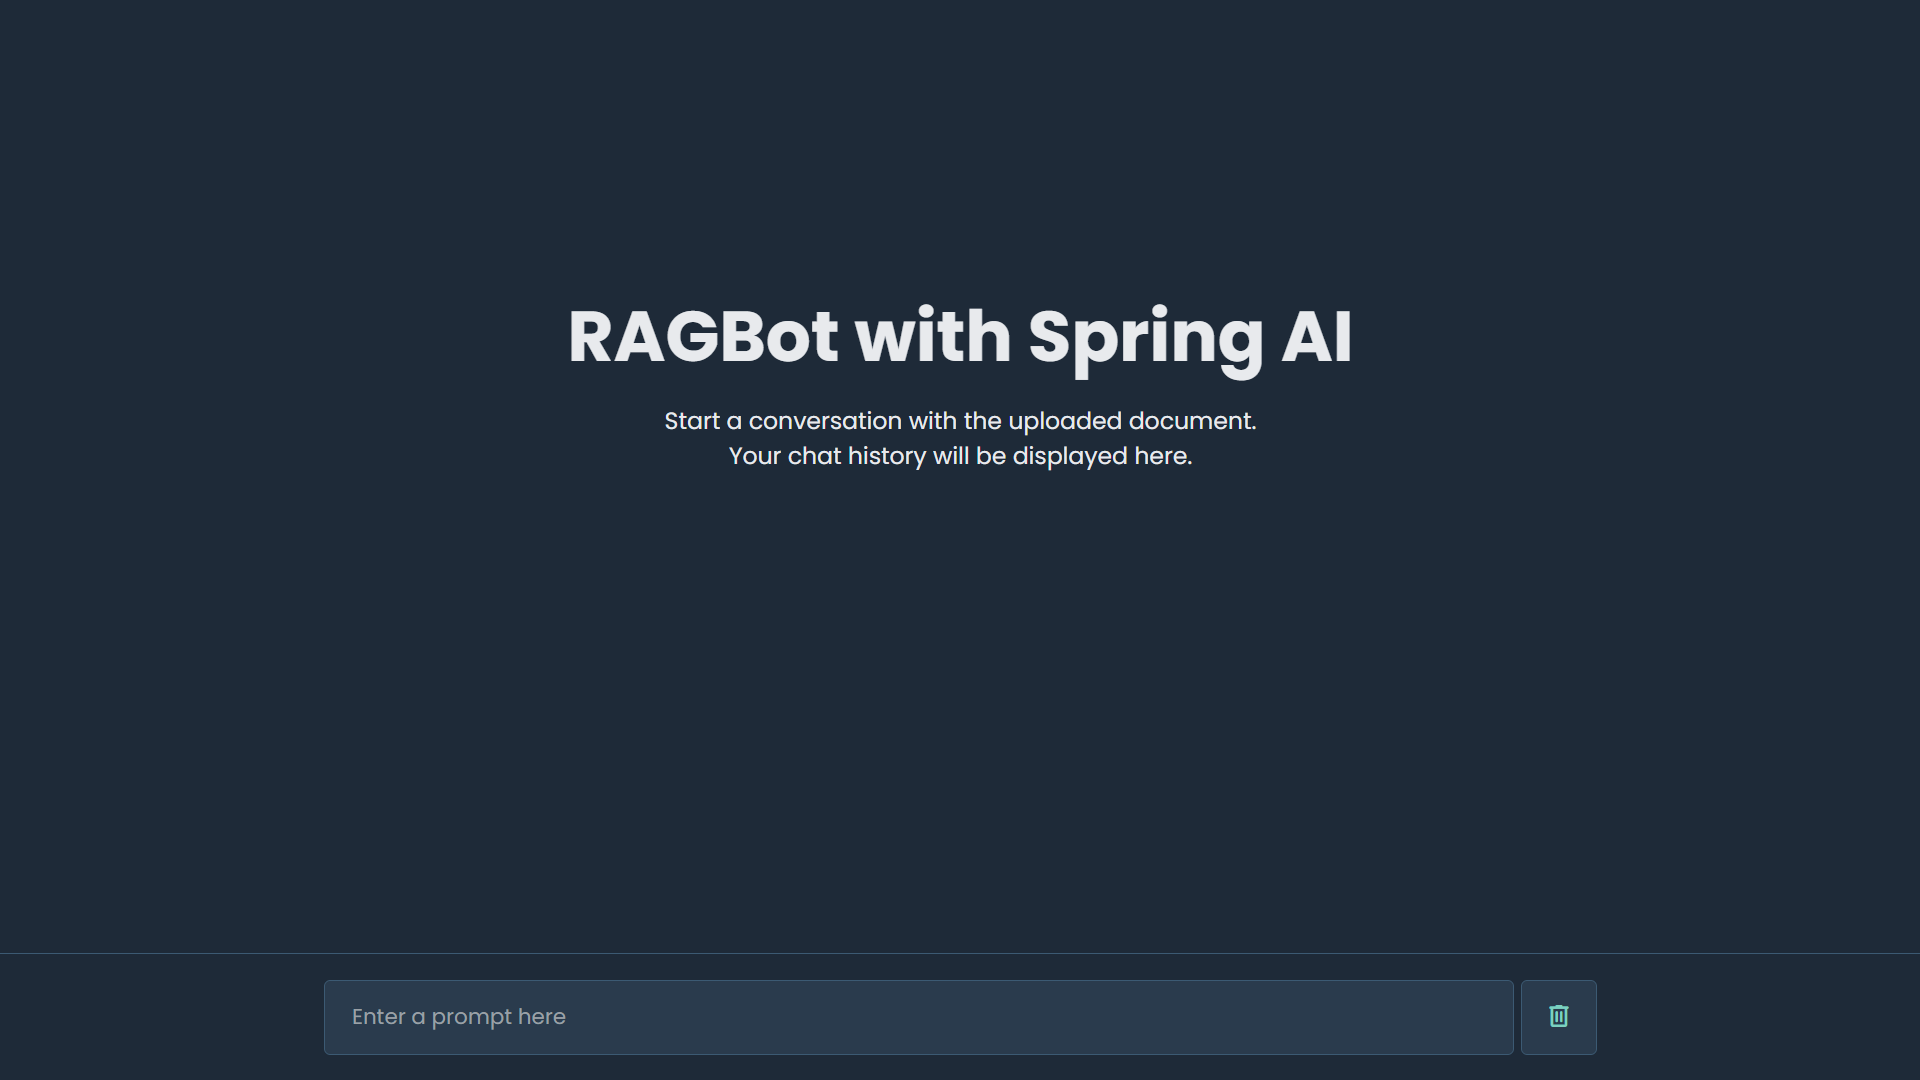 RAGBot with Spring AI
Start a conversation with the uploaded document.
Your chat history will be displayed here.
Enter a prompt here